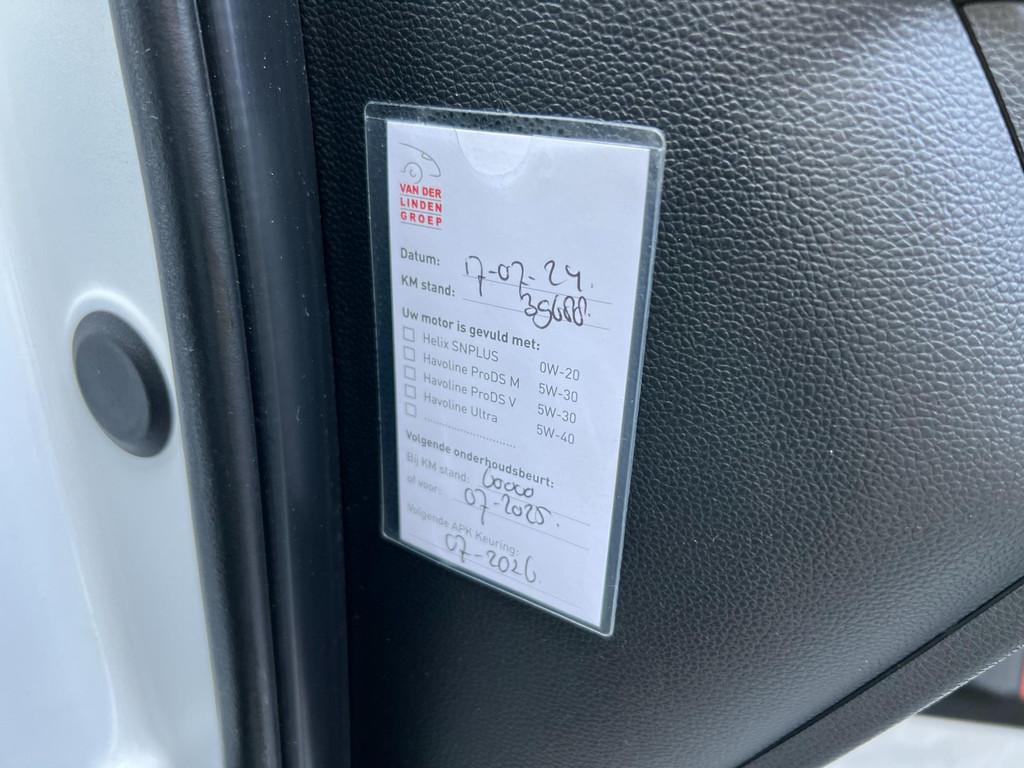 VAN DER
LINDEN
GROEP
Datum: 17-07-24.
KM stand:
Uw motor is gevuld met:
Helix SNPLUS 0W-20
Havoline ProDS M 5W-30
Havoline ProDS V 5W-30
Havoline Ultra 5W-40
Volgende onderhoudsbeurt:
Bij KM stand: 60000
of voor: 07-2025.
Volgende APK Keuring:
07-2026.